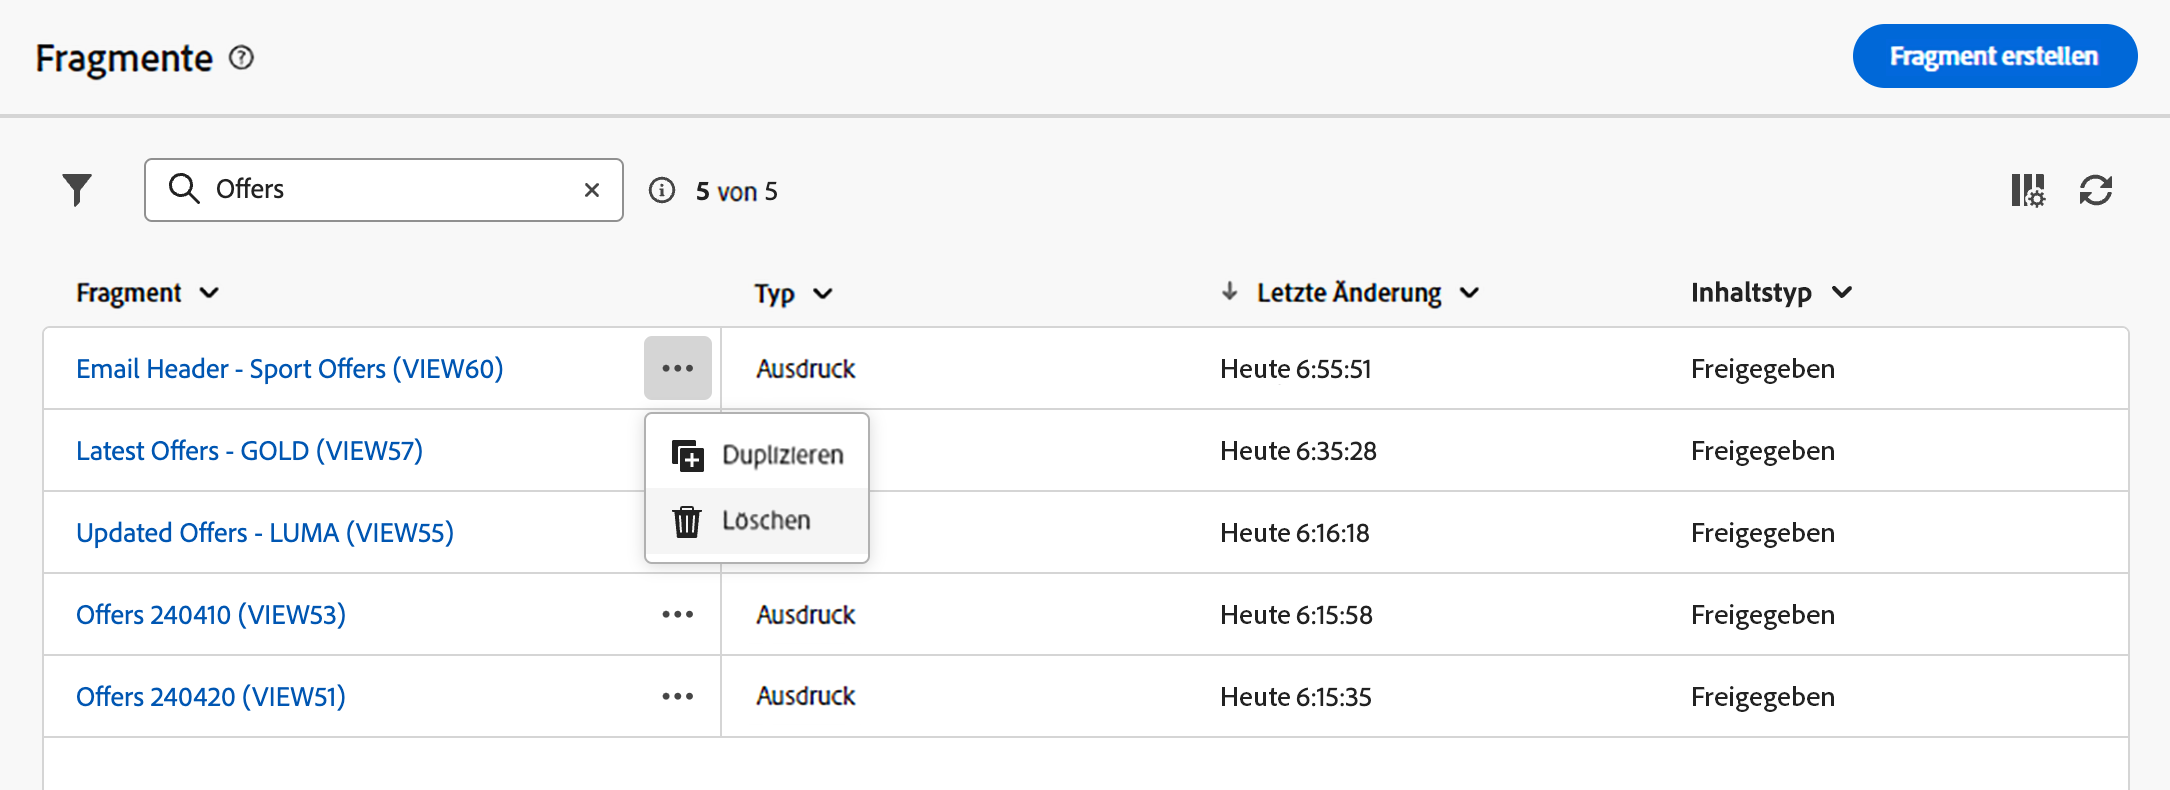 Fragmente
Fragment erstellen
Offers
5 von 5
Fragment Typ Letzte Änderung Inhaltstyp
Email Header - Sport Offers (VIEW60) Ausdruck Heute 6:55:51 Freigegeben
Latest Offers - GOLD (VIEW57) Heute 6:35:28 Freigegeben
Duplizieren
Löschen
Updated Offers - LUMA (VIEW55) Heute 6:16:18 Freigegeben
Offers 240410 (VIEW53) Ausdruck Heute 6:15:58 Freigegeben
Offers 240420 (VIEW51) Ausdruck Heute 6:15:35 Freigegeben